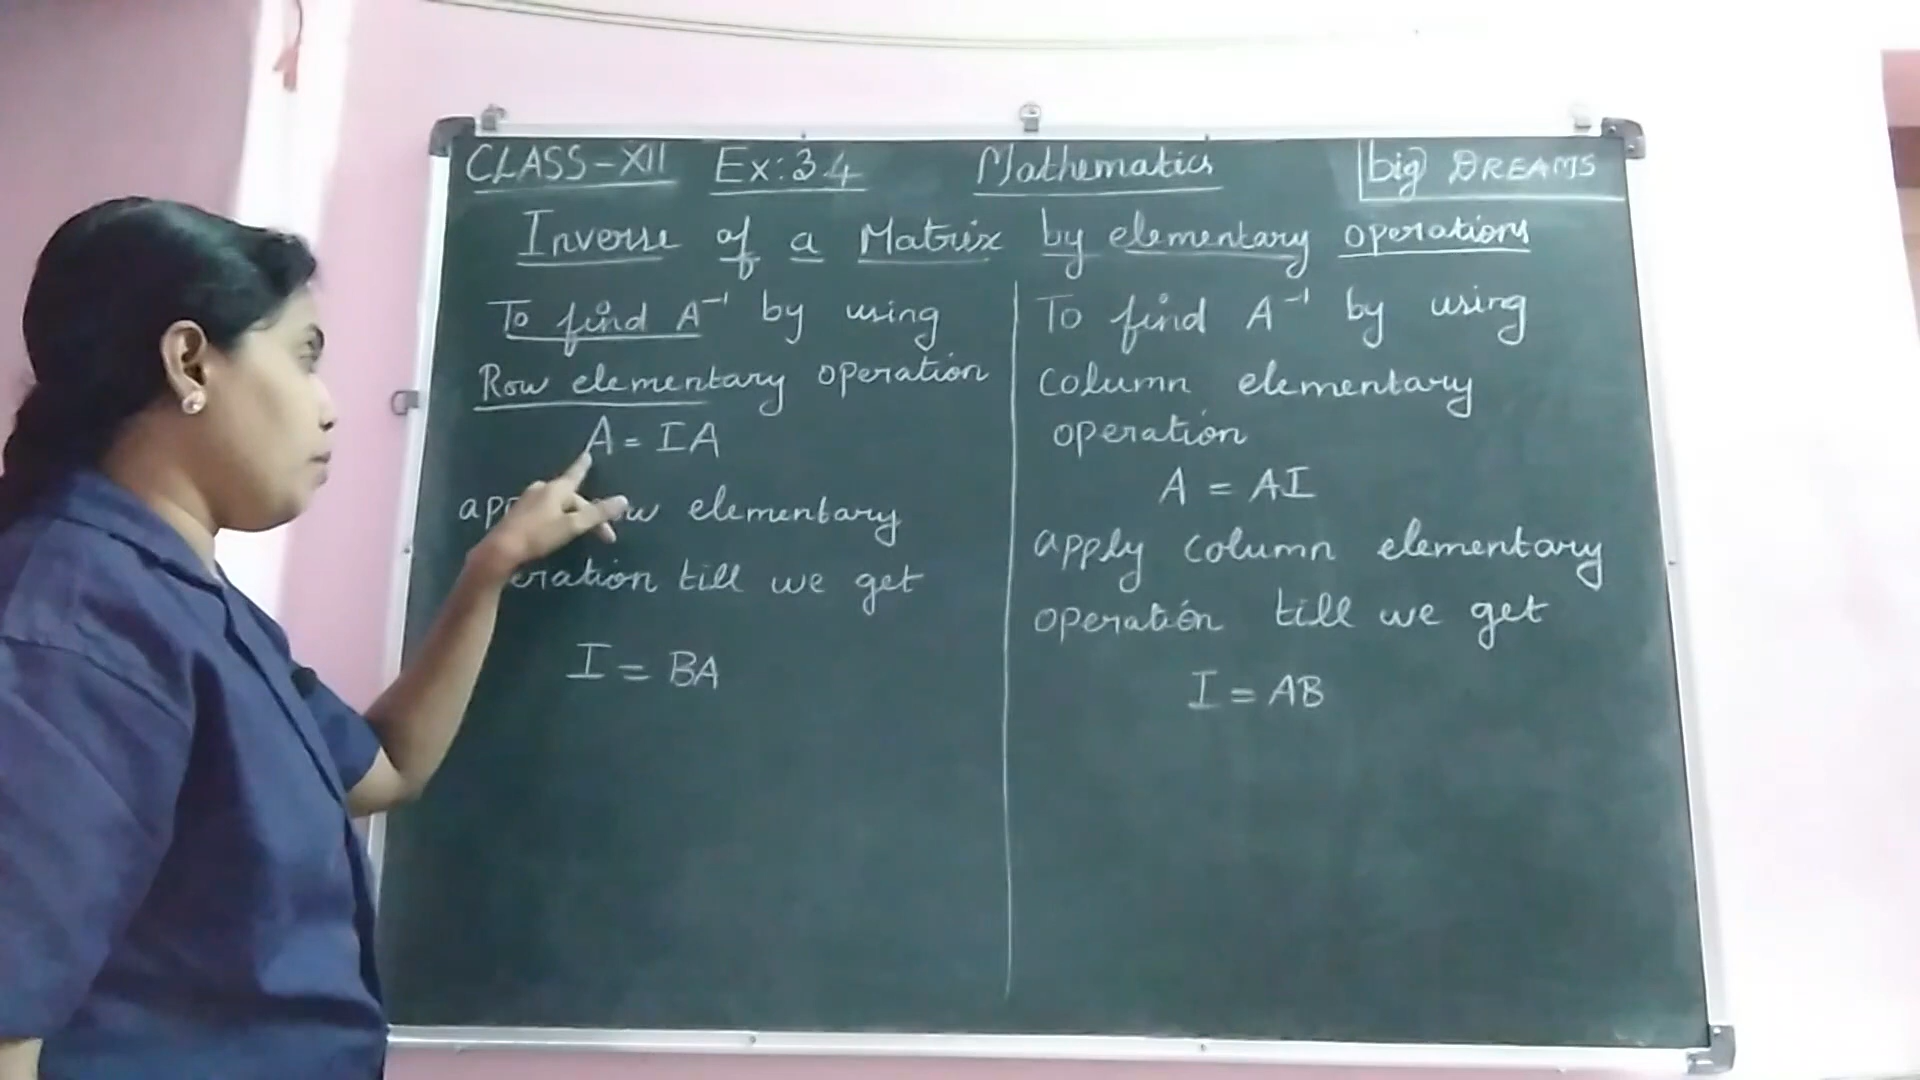 CLASS-XII Ex:3.4 Mathematics big DREAMS
Inverse of a Matrix by elementary operations
To find A⁻¹ by using
Row elementary operation
A = IA
elementary
till we get
I = BA
To find A⁻¹ by using
column elementary
operation
A = AI
apply column elementary
operation till we get
I = AB